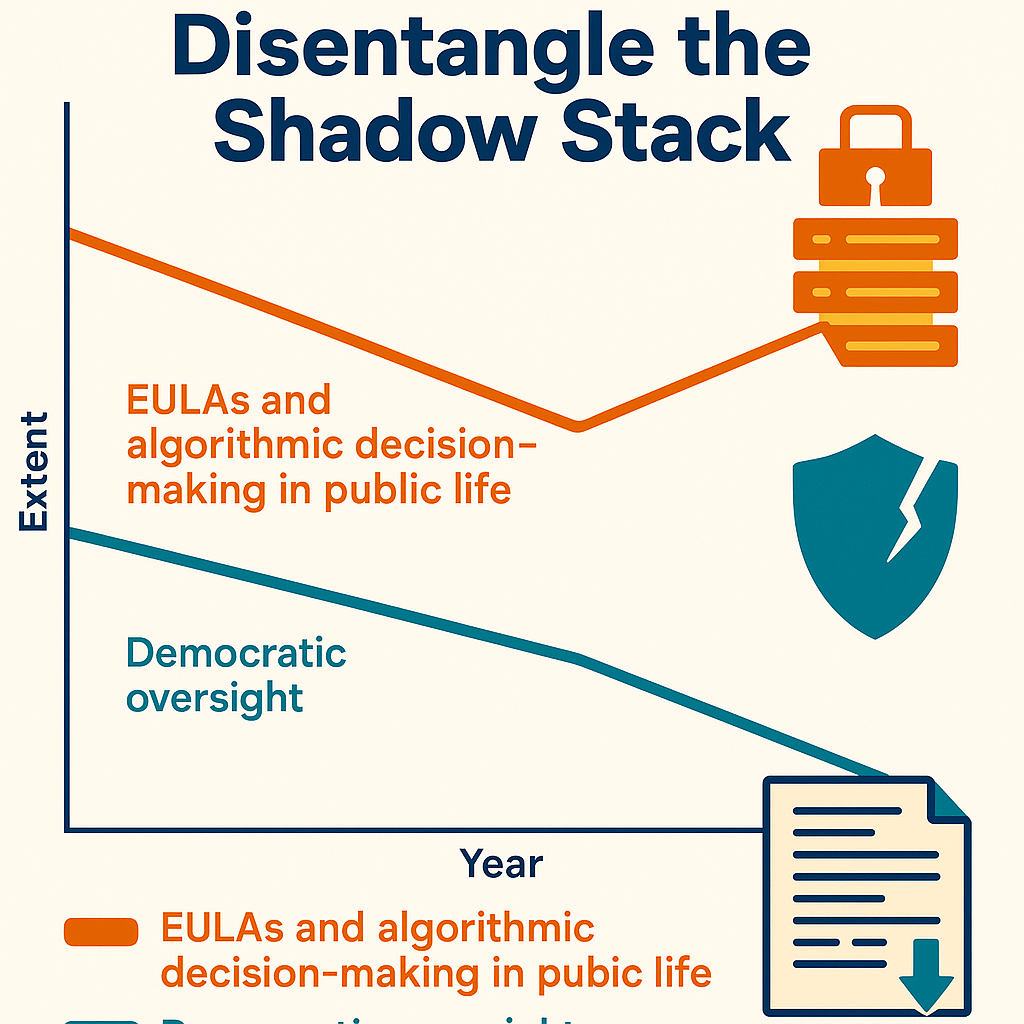 Disentangle the
Shadow Stack
Extent
EULAs and
algorithmic decision-
making in public life
Democratic
oversight
Year
EULAs and algorithmic
decision-making in pubic life